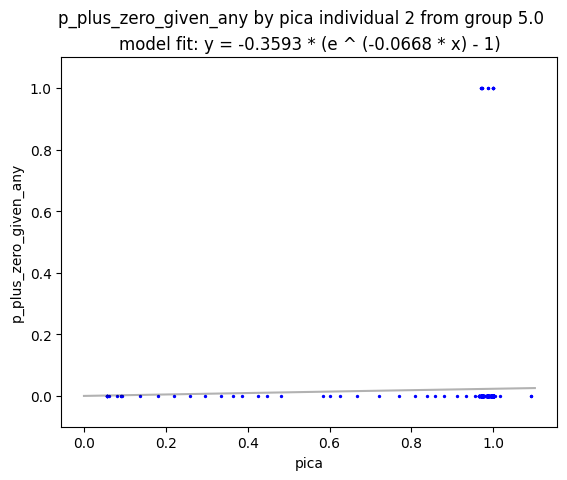 p_plus_zero_given_any by pica individual 2 from group 5.0
model fit: y = -0.3593 * (e ^ (-0.0668 * x) - 1)
p_plus_zero_given_any
1.0
0.8
0.6
0.4
0.2
0.0
0.0 0.2 0.4 0.6 0.8 1.0
pica